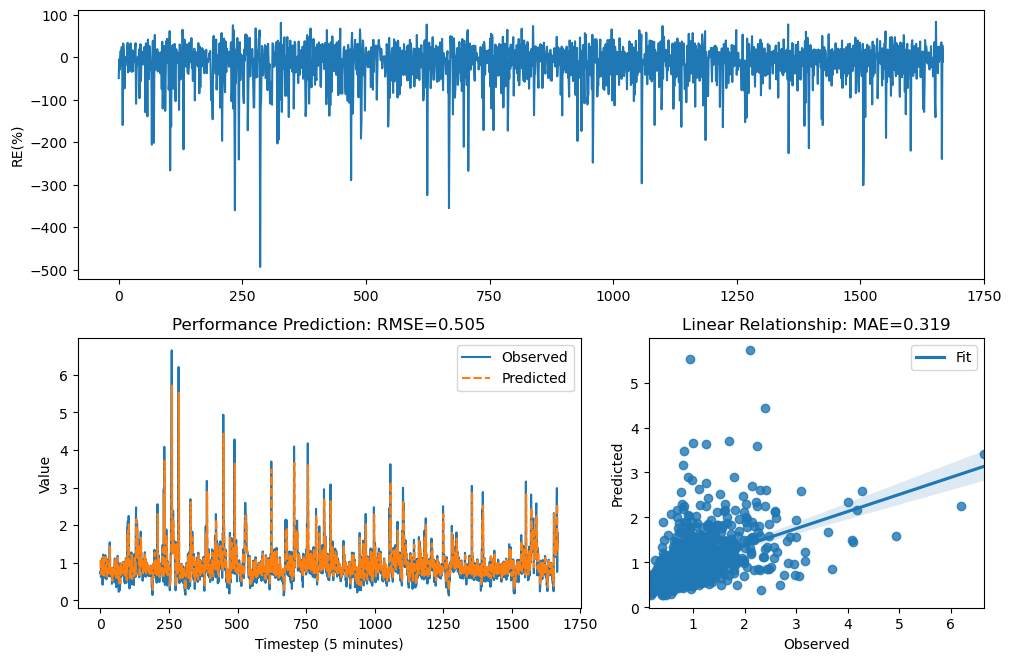 100
0
−100
−200
−300
−400
−500
RE(%)
0 250 500 750 1000 1250 1500 1750
Performance Prediction: RMSE=0.505
Observed
Predicted
6
5
4
3
2
1
0
Value
0 250 500 750 1000 1250 1500 1750
Timestep (5 minutes)
Linear Relationship: MAE=0.319
Fit
5
4
3
2
1
0
Predicted
1 2 3 4 5 6
Observed